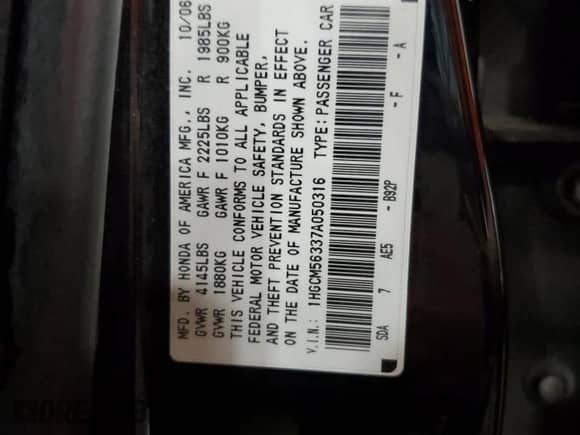 MFD. BY HONDA OF AMERICA MFG., INC. 10/06
GVWR 4145LBS GAWR F 2225LBS R 1985LBS
GVWR 1880KG GAWR F 1010KG R 900KG
THIS VEHICLE CONFORMS TO ALL APPLICABLE
FEDERAL MOTOR VEHICLE SAFETY, BUMPER,
AND THEFT PREVENTION STANDARDS IN EFFECT
ON THE DATE OF MANUFACTURE SHOWN ABOVE.
V.I.N.: 1HGCM56337A050316 TYPE:PASSENGER CAR
SDA 7 AE5 - B92P - F - A